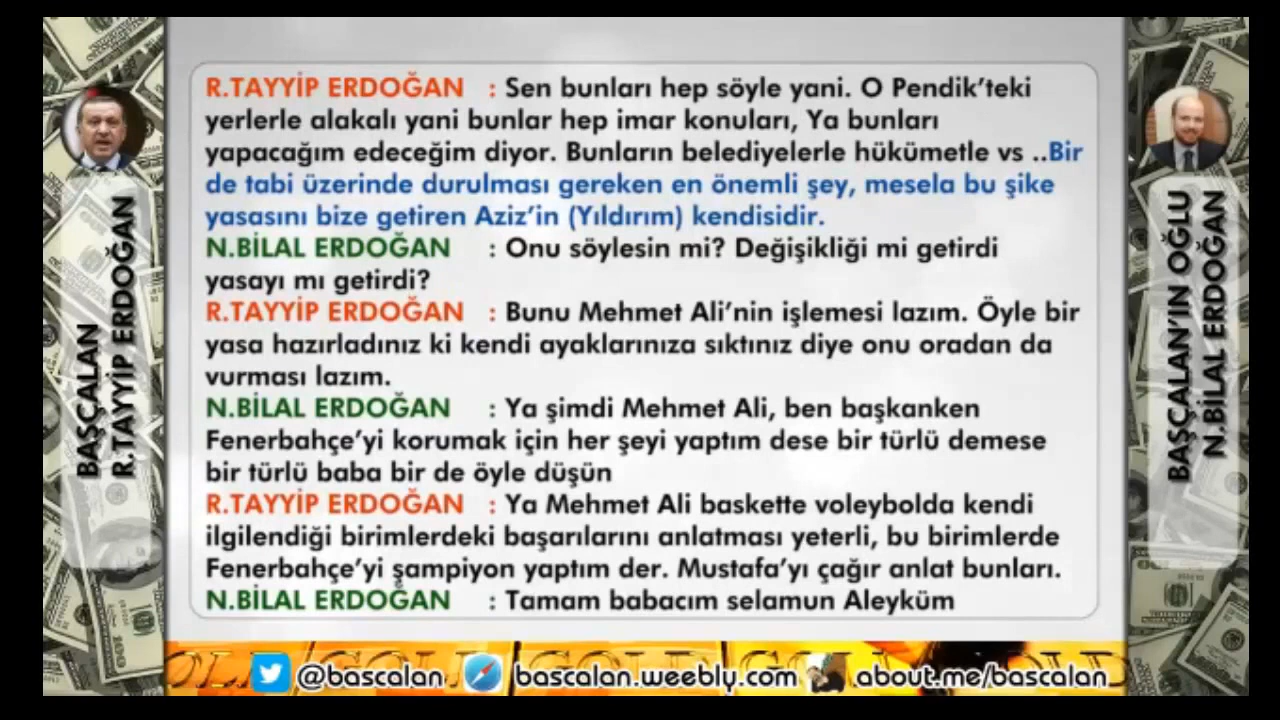 R.TAYYİP ERDOĞAN : Sen bunları hep söyle yani. O Pendik'teki
yerlerle alakalı yani bunlar hep imar konuları, Ya bunları
yapacağım edeceğim diyor. Bunların belediyelerle hükümetle vs ..Bir
de tabi üzerinde durulması gereken en önemli şey, mesela bu şike
yasasını bize getiren Aziz'in (Yıldırım) kendisidir.
N.BİLAL ERDOĞAN : Onu söylesin mi? Değişikliği mi getirdi
yasayı mı getirdi?
R.TAYYİP ERDOĞAN : Bunu Mehmet Ali'nin işlemesi lazım. Öyle bir
yasa hazırladınız ki kendi ayaklarınıza sıktınız diye onu oradan da
vurması lazım.
N.BİLAL ERDOĞAN : Ya şimdi Mehmet Ali, ben başkanken
Fenerbahçe'yi korumak için her şeyi yaptım dese bir türlü demese
bir türlü baba bir de öyle düşün
R.TAYYİP ERDOĞAN : Ya Mehmet Ali baskette voleybolda kendi
ilgilendiği birimlerdeki başarılarını anlatması yeterli, bu birimlerde
Fenerbahçe'yi şampiyon yaptım der. Mustafa'yı çağır anlat bunları.
N.BİLAL ERDOĞAN : Tamam babacım selamun Aleyküm
BAŞÇALAN
R.TAYYİP ERDOĞAN
BAŞÇALAN'IN OĞLU
N.BİLAL ERDOĞAN
@bascalan bascalan.weebly.com about.me/bascalan